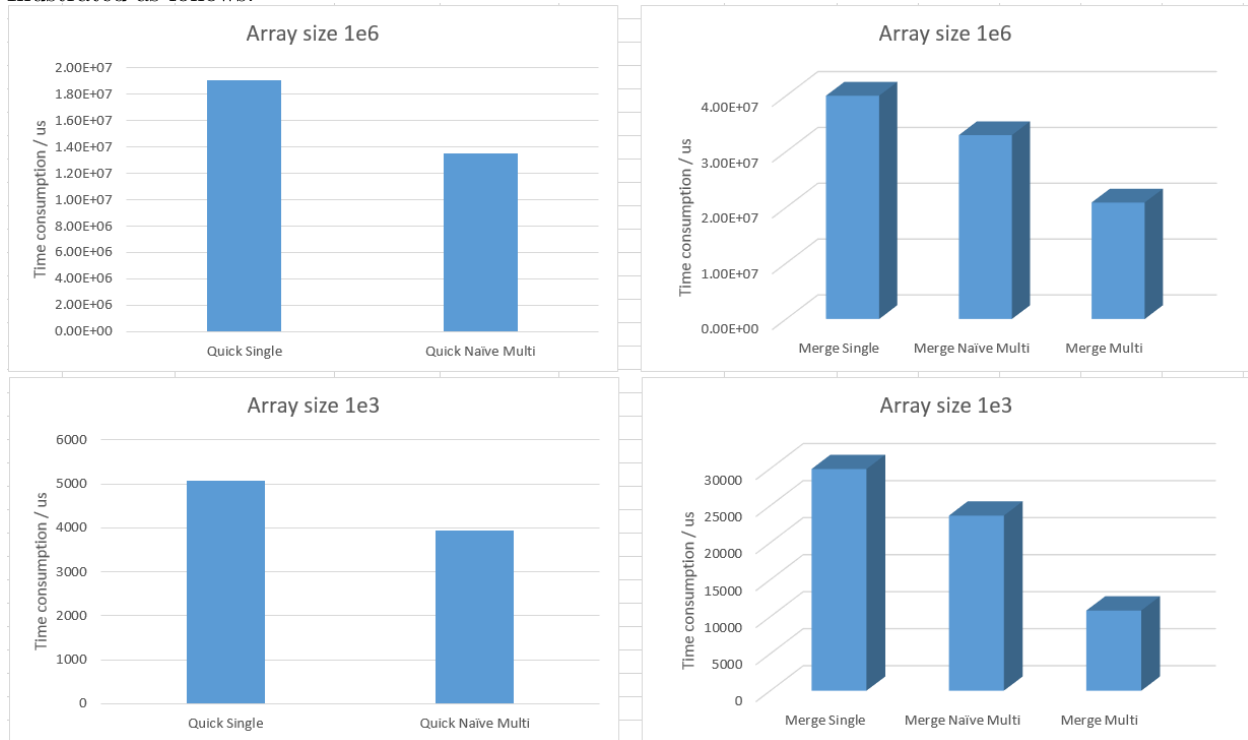 illustrated as follows:
Array size 1e6
Time consumption / us
2.00E+07
1.80E+07
1.60E+07
1.40E+07
1.20E+07
1.00E+07
8.00E+06
6.00E+06
4.00E+06
2.00E+06
0.00E+00
Quick Single
Quick Naïve Multi
Array size 1e6
Time consumption / us
4.00E+07
3.00E+07
2.00E+07
1.00E+07
0.00E+00
Merge Single
Merge Naïve Multi
Merge Multi
Array size 1e3
Time consumption / us
6000
5000
4000
3000
2000
1000
0
Quick Single
Quick Naïve Multi
Array size 1e3
Time consumption / us
30000
25000
20000
15000
10000
5000
0
Merge Single
Merge Naïve Multi
Merge Multi